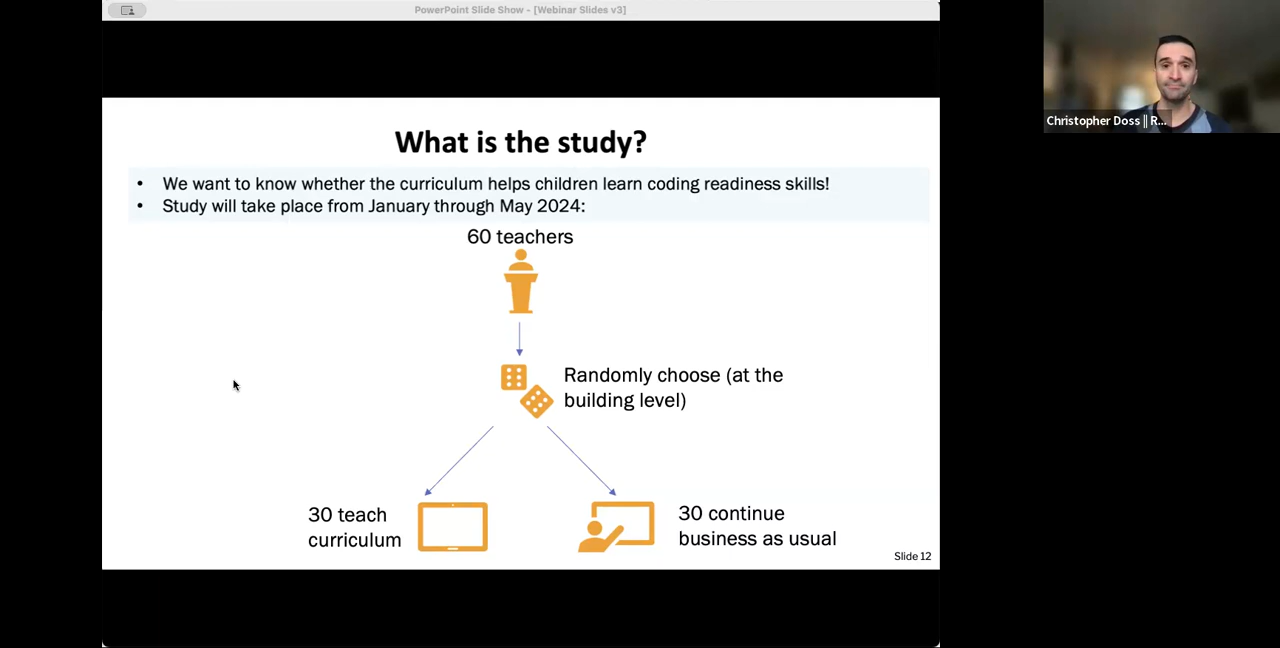 PowerPoint Slide Show - [Webinar Slides v3]
Christopher Doss || R...
What is the study?
• We want to know whether the curriculum helps children learn coding readiness skills!
• Study will take place from January through May 2024:
60 teachers
Randomly choose (at the
building level)
30 teach
curriculum
30 continue
business as usual
Slide 12